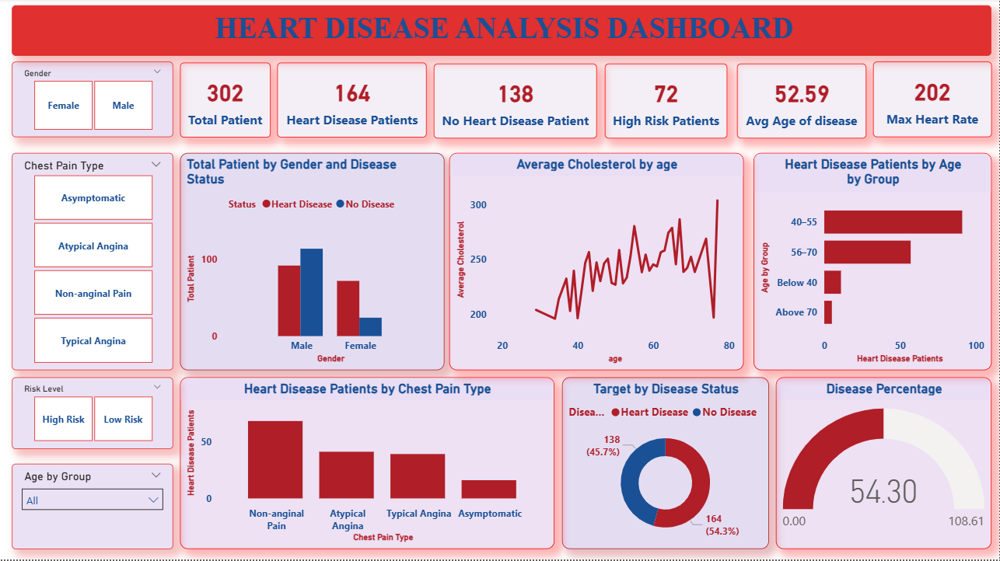 HEART DISEASE ANALYSIS DASHBOARD
Gender
Female
Male
302
Total Patient
164
Heart Disease Patients
138
No Heart Disease Patient
72
High Risk Patients
52.59
Avg Age of disease
202
Max Heart Rate
Chest Pain Type
Asymptomatic
Atypical Angina
Non-anginal Pain
Typical Angina
Total Patient by Gender and Disease
Status
Status Heart Disease No Disease
Total Patient
100
0
Male Female
Gender
Average Cholesterol by age
Average Cholesterol
300
250
200
20 40 60 80
age
Heart Disease Patients by Age
by Group
Age by Group
40–55
56–70
Below 40
Above 70
0 50 100
Heart Disease Patients
Risk Level
High Risk
Low Risk
Age by Group
All
Heart Disease Patients by Chest Pain Type
Heart Disease Patients
50
0
Non-anginal
Pain
Atypical
Angina
Typical Angina
Asymptomatic
Chest Pain Type
Target by Disease Status
Disea... Heart Disease No Disease
138
(45.7%)
164
(54.3%)
Disease Percentage
54.30
0.00
108.61